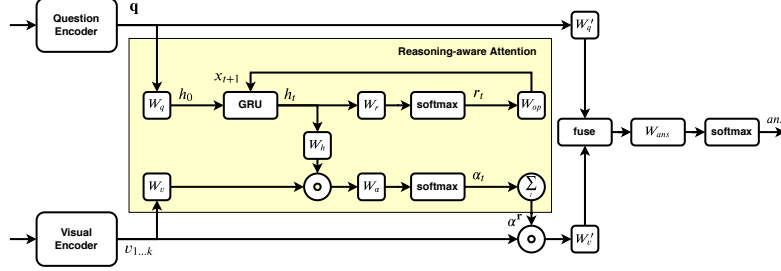 Question
Encoder
q
W'q
Reasoning-aware Attention
xt+1
Wq
h0
GRU
ht
Wr
softmax
rt
Wop
Wh
fuse
Wans
softmax
ans
Wv
Wα
softmax
αt
∑
t
αr
Visual
Encoder
v1...k
W'v